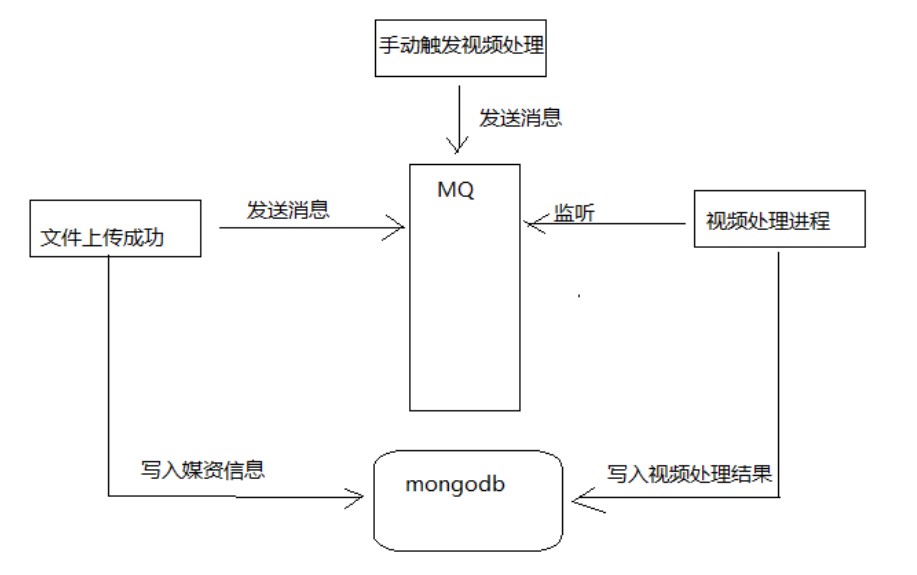 手动触发视频处理
发送消息
MQ
发送消息
监听
文件上传成功
视频处理进程
写入媒资信息
mongodb
写入视频处理结果